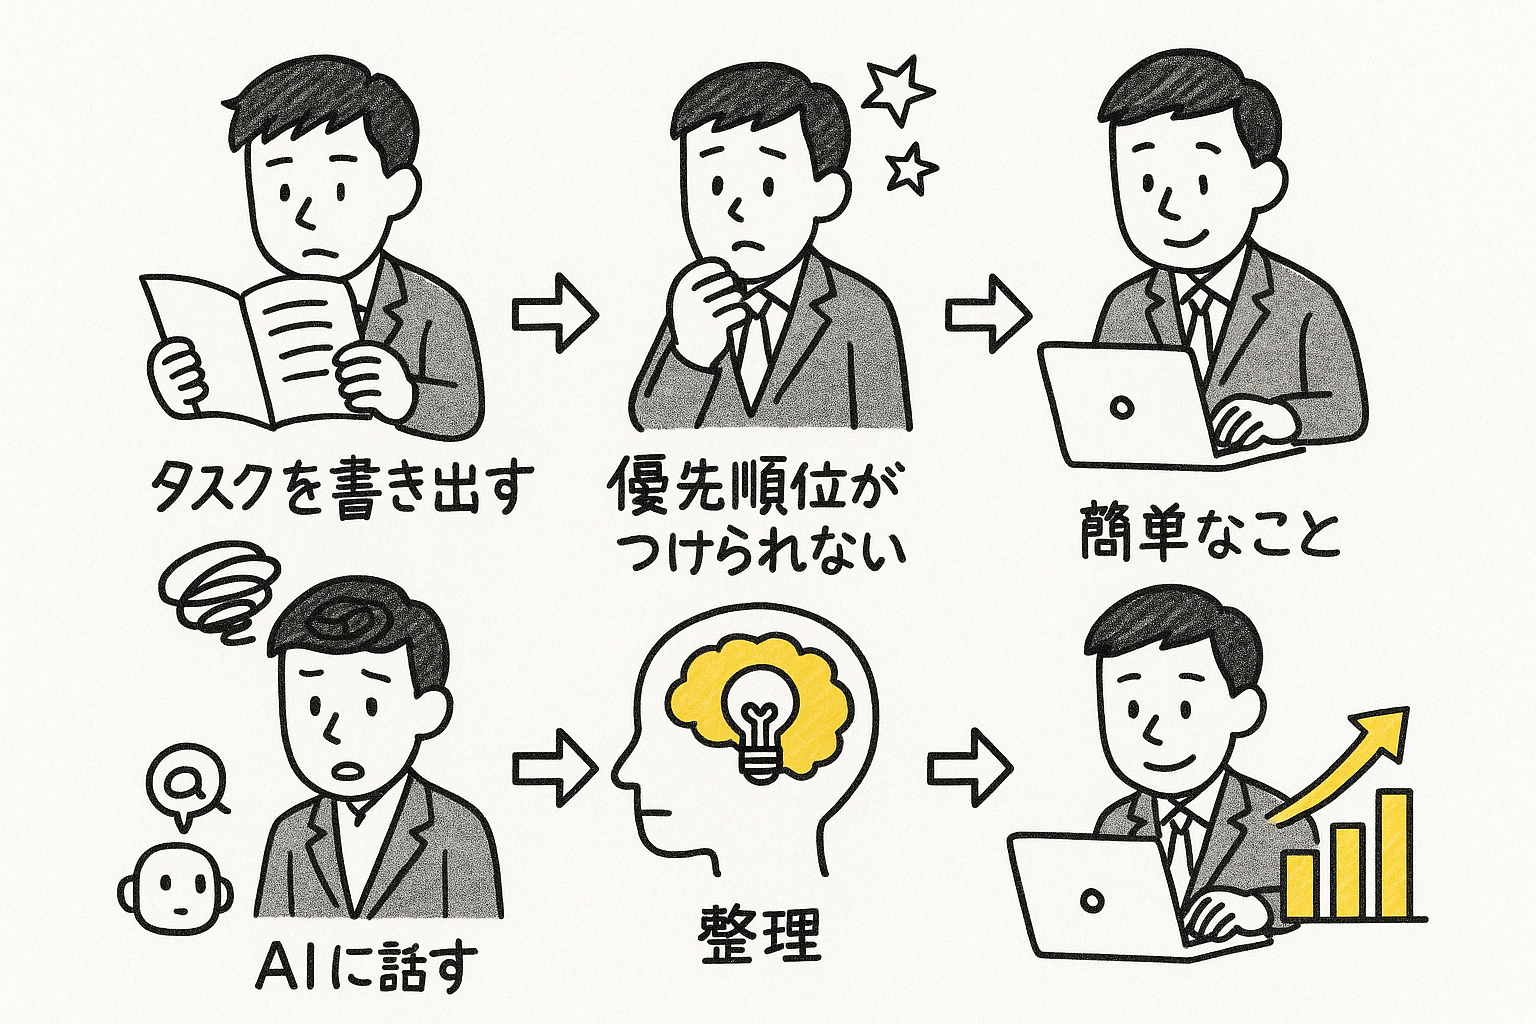 タスクを書き出す
優先順位が
つけられない
簡単なこと
AIに話す
整理